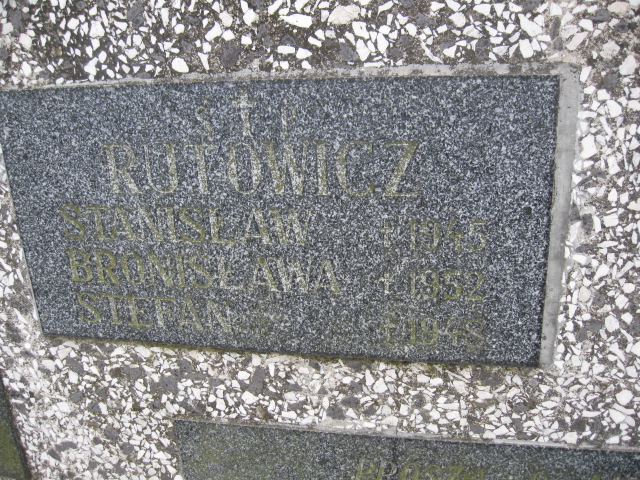 Ś † P
RUTOWICZ
STANISŁAW † 1945
BRONISŁAWA † 1952
STEFAN † 1948